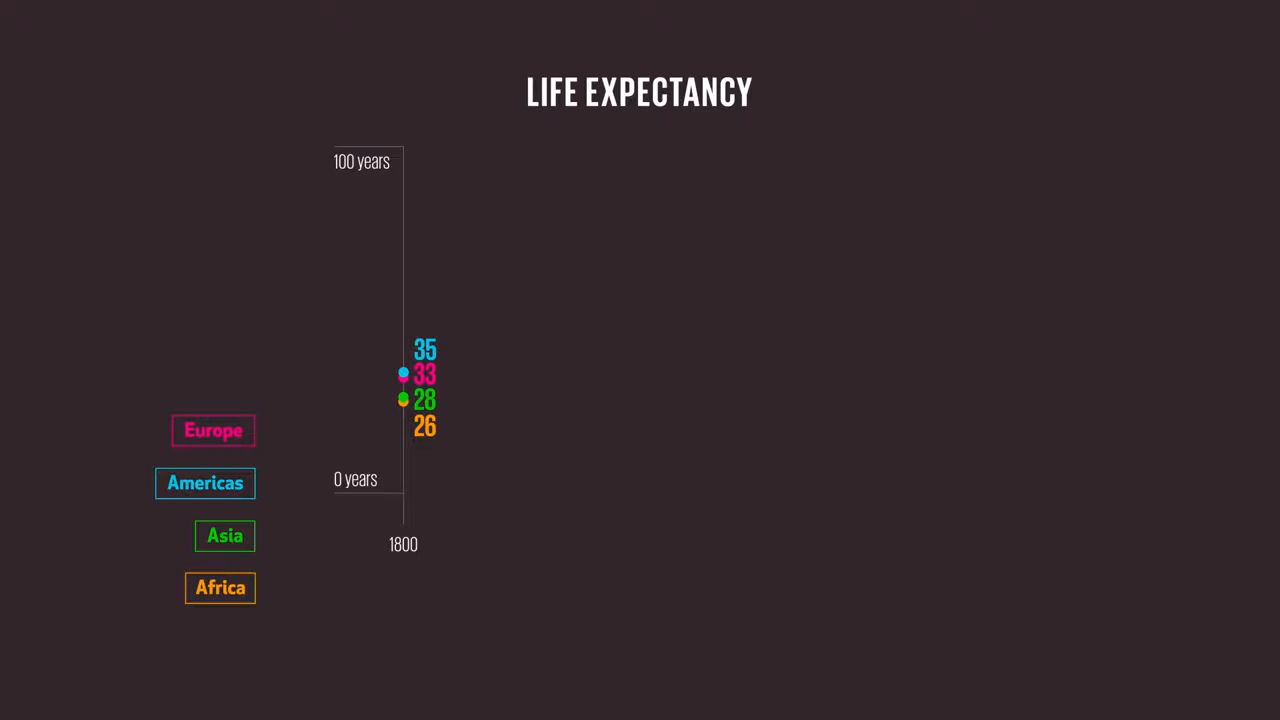 LIFE EXPECTANCY
100 years
35
33
28
26
Europe
0 years
Americas
Asia
1800
Africa